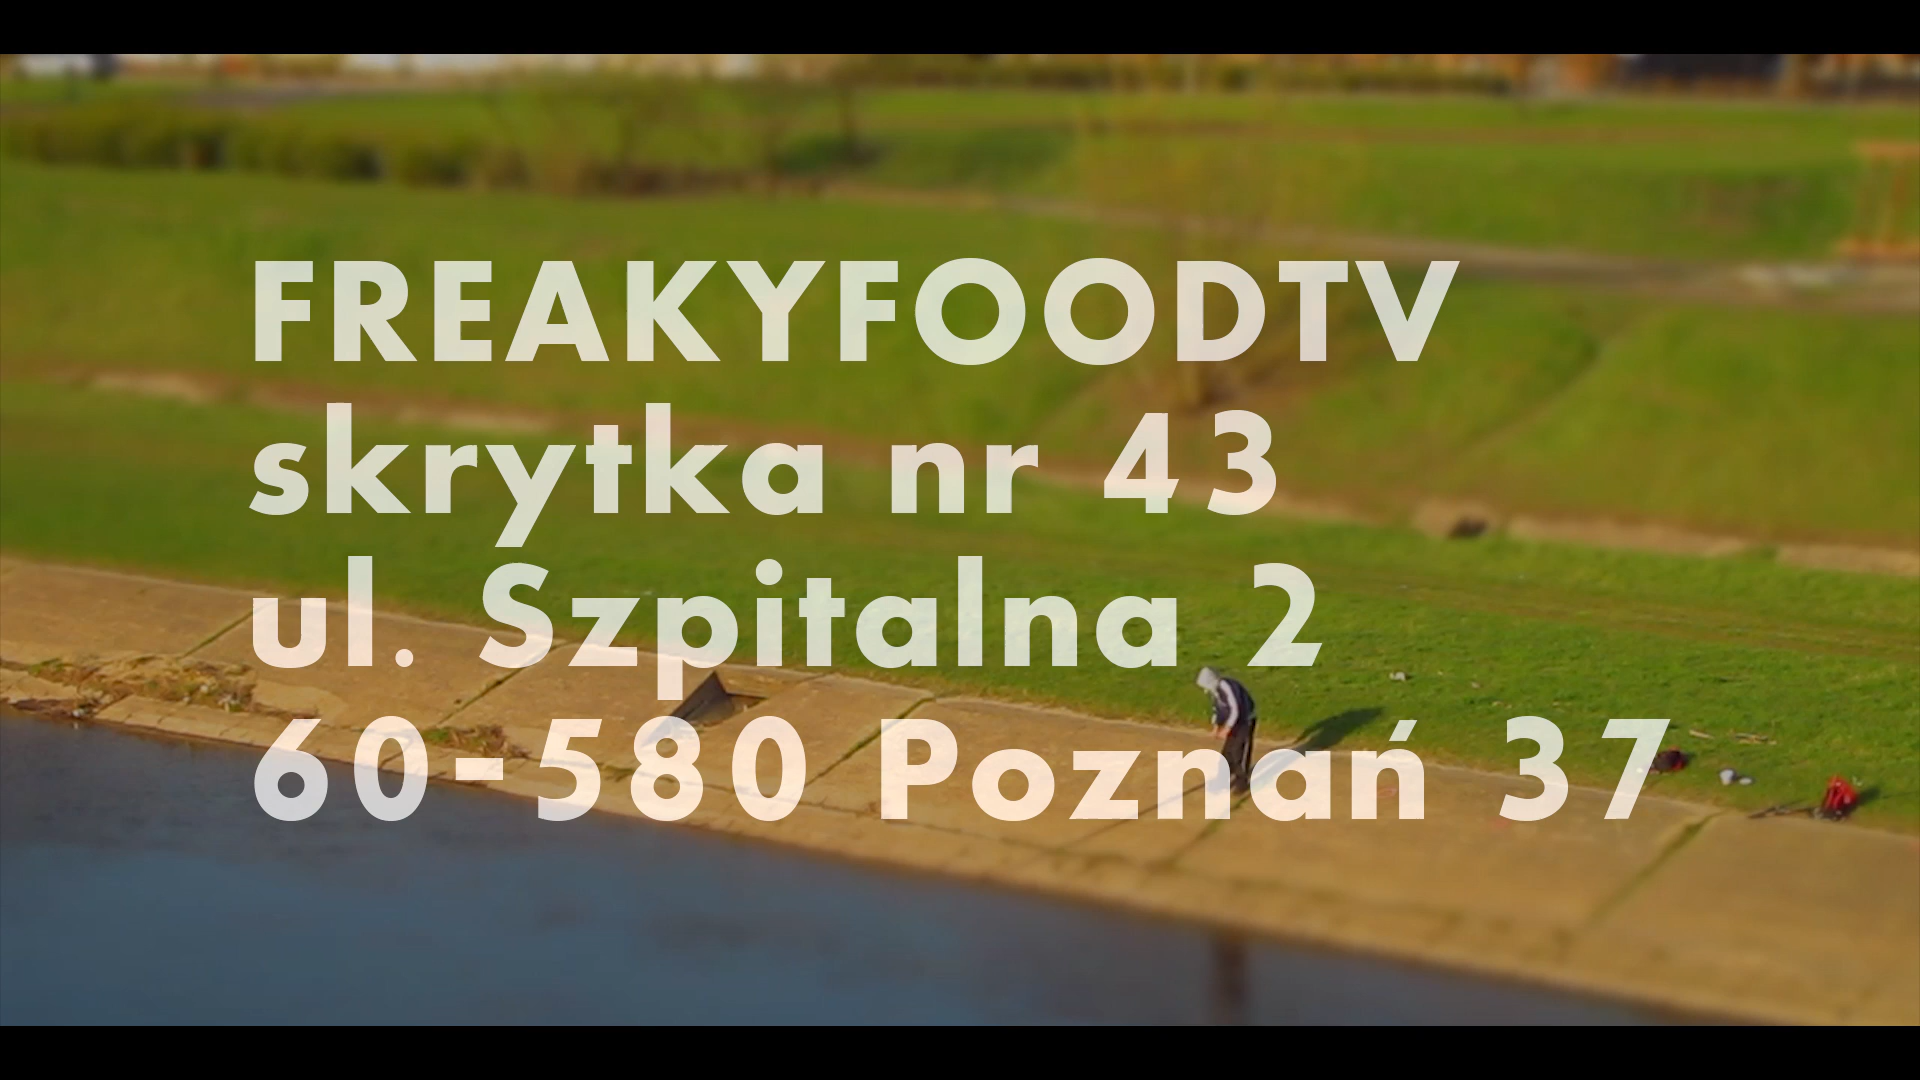 FREAKYFOODTV
skrytka nr 43
ul. Szpitalna 2
60-580 Poznań 37